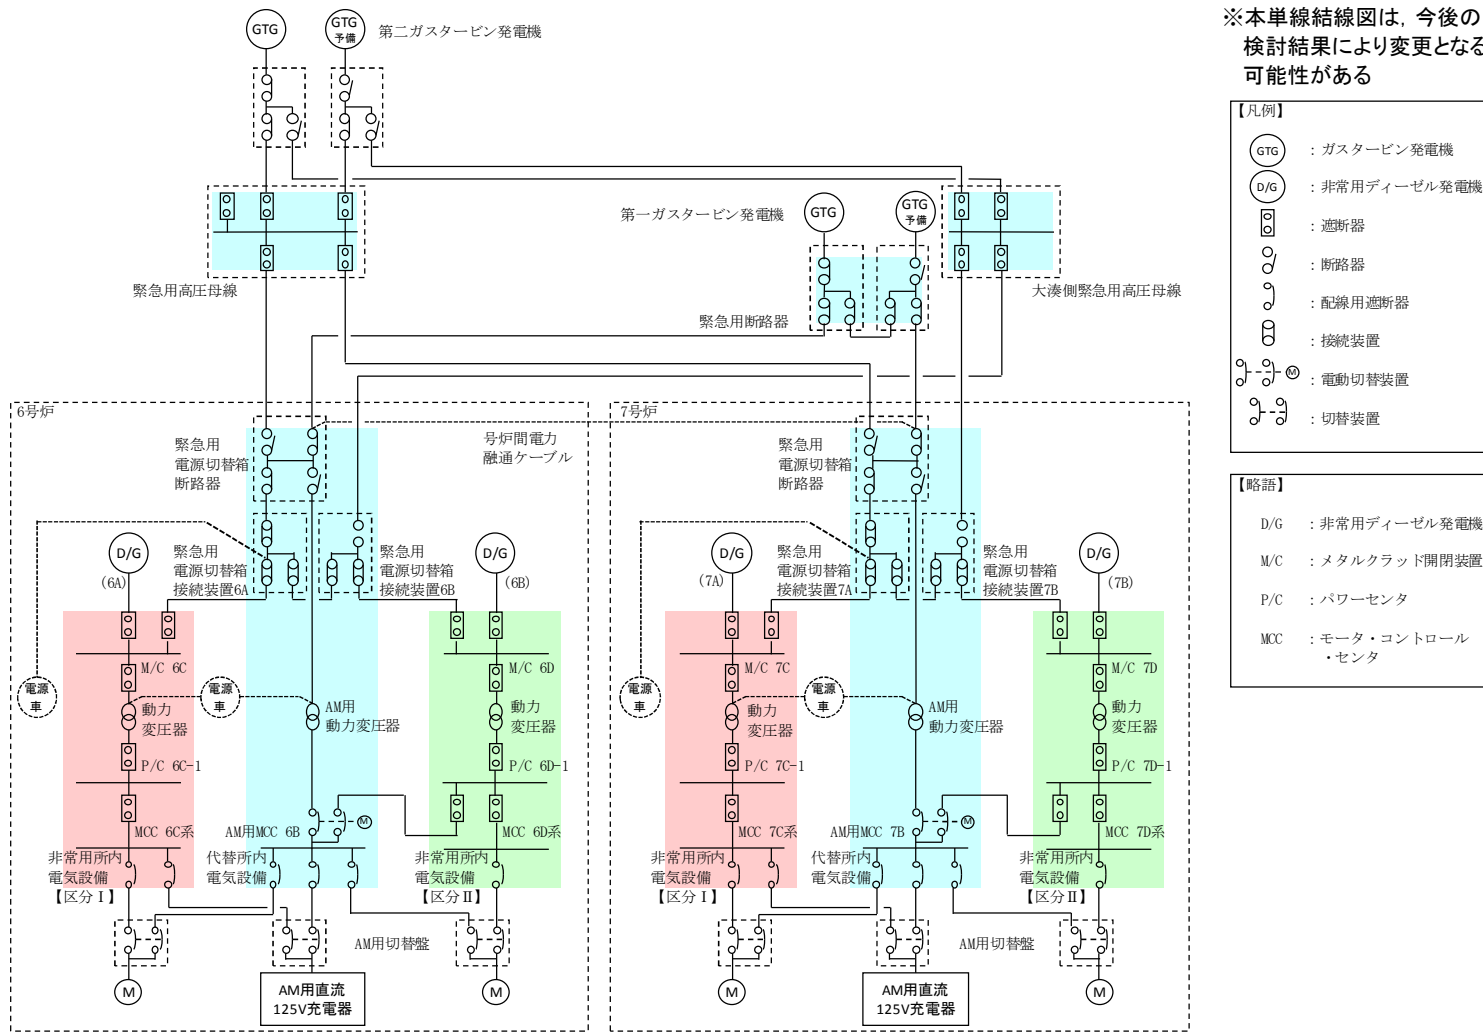 GTG
GTG
予備
第二ガスタービン発電機
※本単線結線図は，今後の
検討結果により変更となる
可能性がある
【凡例】
GTG ：ガスタービン発電機
D/G ：非常用ディーゼル発電機
：遮断器
：断路器
：配線用遮断器
：接続装置
M ：電動切替装置
：切替装置
【略語】
D/G ：非常用ディーゼル発電機
M/C ：メタルクラッド開閉装置
P/C ：パワーセンタ
MCC ：モータ・コントロール
・センタ
第一ガスタービン発電機
GTG
GTG
予備
緊急用高圧母線
大湊側緊急用高圧母線
緊急用断路器
6号炉
号炉間電力
融通ケーブル
緊急用
電源切替箱
断路器
D/G
(6A)
緊急用
電源切替箱
接続装置6A
緊急用
電源切替箱
接続装置6B
D/G
(6B)
M/C 6C
M/C 6D
電源
車
動力
変圧器
電源
車
AM用
動力変圧器
動力
変圧器
P/C 6C-1
P/C 6D-1
MCC 6C系
AM用MCC 6B
M
MCC 6D系
非常用所内
電気設備
【区分Ⅰ】
代替所内
電気設備
非常用所内
電気設備
【区分Ⅱ】
AM用切替盤
M
AM用直流
125V充電器
M
7号炉
緊急用
電源切替箱
断路器
D/G
(7A)
緊急用
電源切替箱
接続装置7A
緊急用
電源切替箱
接続装置7B
D/G
(7B)
M/C 7C
M/C 7D
電源
車
動力
変圧器
電源
車
AM用
動力変圧器
動力
変圧器
P/C 7C-1
P/C 7D-1
MCC 7C系
AM用MCC 7B
M
MCC 7D系
非常用所内
電気設備
【区分Ⅰ】
代替所内
電気設備
非常用所内
電気設備
【区分Ⅱ】
AM用切替盤
M
AM用直流
125V充電器
M